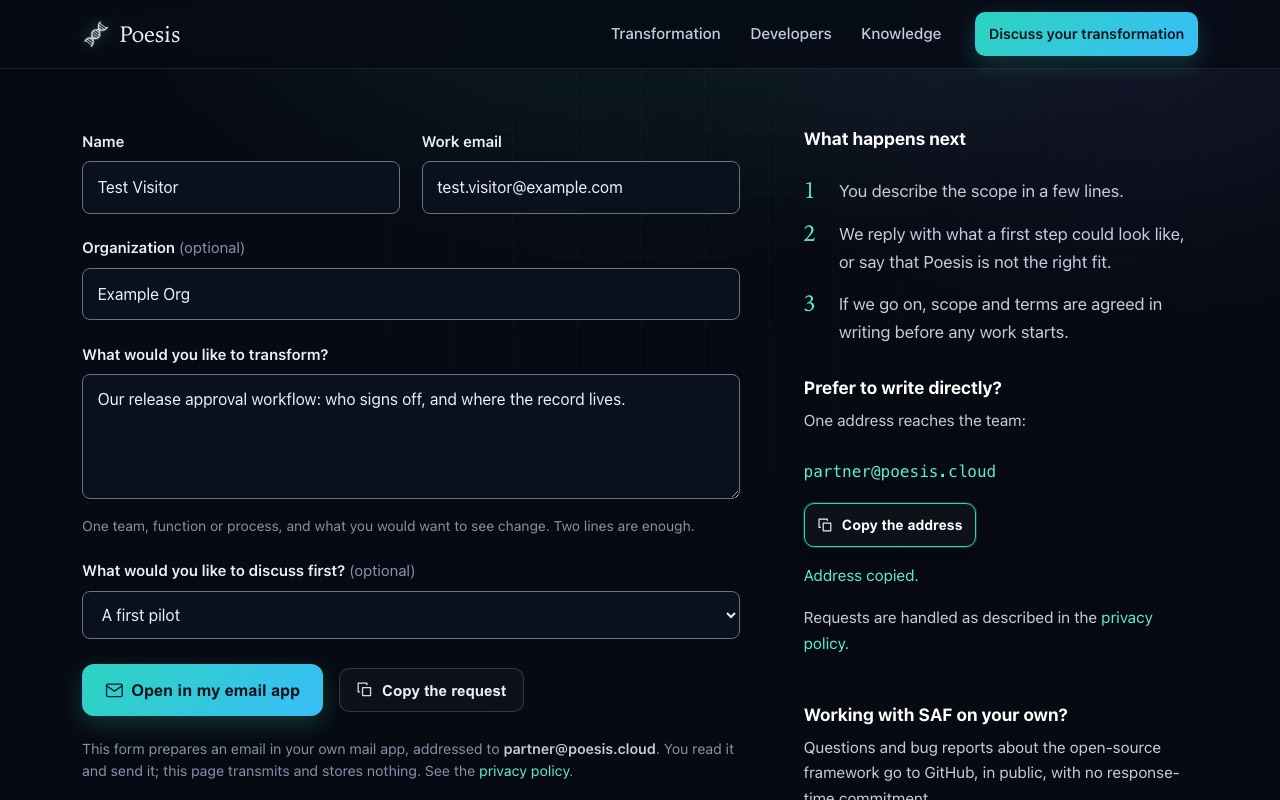 Poesis
Transformation
Developers
Knowledge
Discuss your transformation
Name
Work email
Test Visitor
test.visitor@example.com
Organization (optional)
Example Org
What would you like to transform?
Our release approval workflow: who signs off, and where the record lives.
One team, function or process, and what you would want to see change. Two lines are enough.
What would you like to discuss first? (optional)
A first pilot
Open in my email app
Copy the request
This form prepares an email in your own mail app, addressed to partner@poesis.cloud. You read it
and send it; this page transmits and stores nothing. See the privacy policy.
What happens next
1 You describe the scope in a few lines.
2 We reply with what a first step could look like,
or say that Poesis is not the right fit.
3 If we go on, scope and terms are agreed in
writing before any work starts.
Prefer to write directly?
One address reaches the team:
partner@poesis.cloud
Copy the address
Address copied.
Requests are handled as described in the privacy
policy.
Working with SAF on your own?
Questions and bug reports about the open-source
framework go to GitHub, in public, with no response-
time commitment.